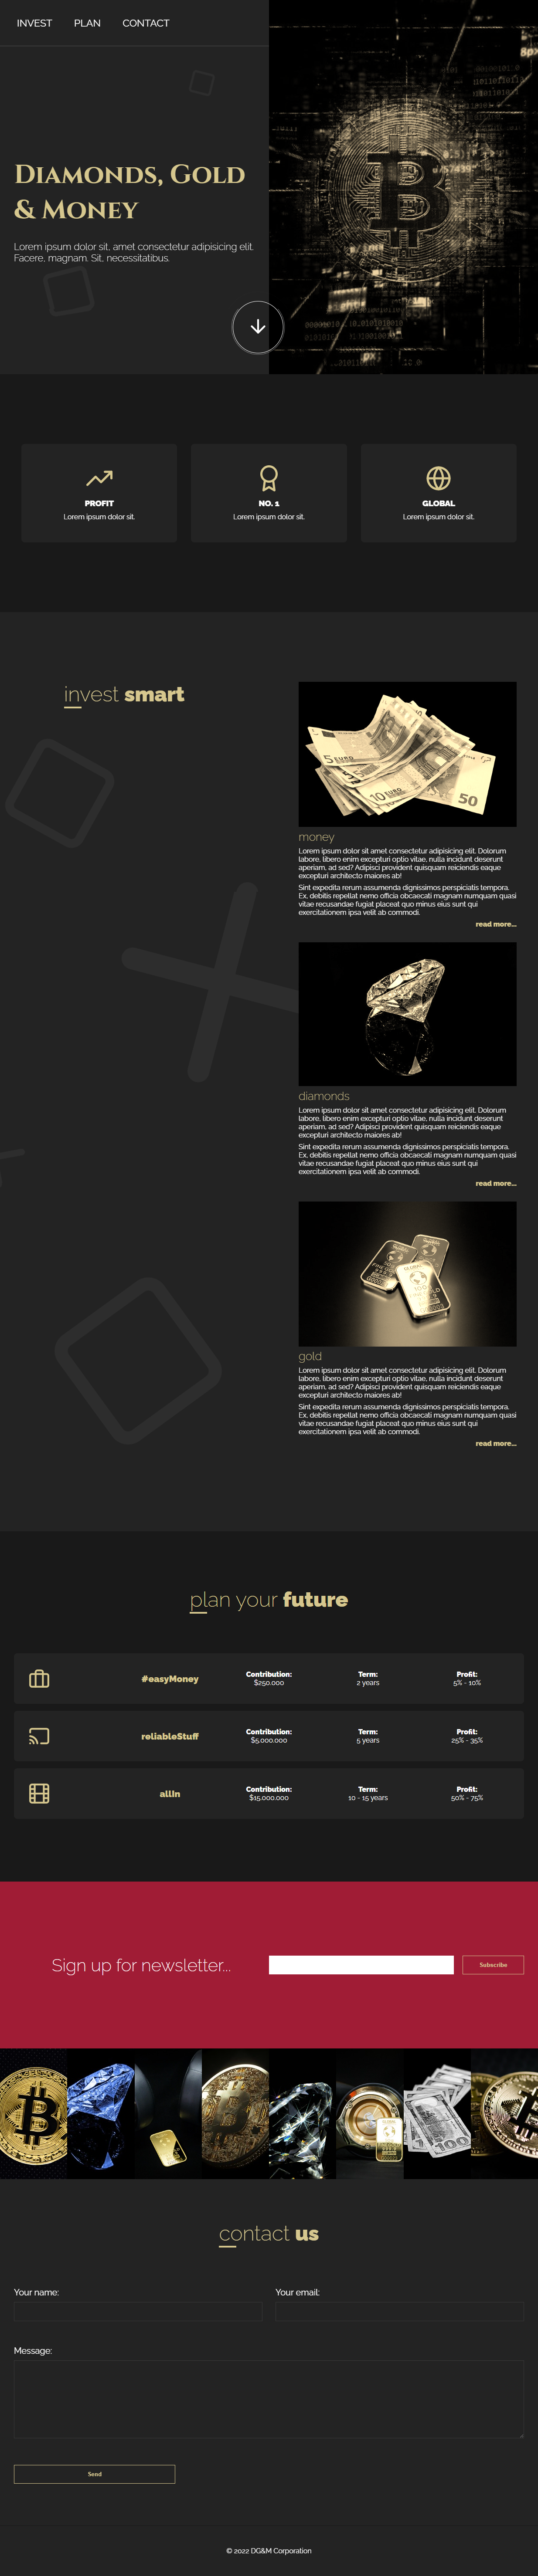 INVEST PLAN CONTACT
Diamonds, Gold
& Money
Lorem ipsum dolor sit, amet consectetur adipisicing elit.
Facere, magnam. Sit, necessitatibus.
PROFIT
Lorem ipsum dolor sit.
NO. 1
Lorem ipsum dolor sit.
GLOBAL
Lorem ipsum dolor sit.
invest smart
money
Lorem ipsum dolor sit amet consectetur adipisicing elit. Dolorum
labore, libero enim excepturi optio vitae, nulla incidunt deserunt
aperiam, ad sed? Adipisci provident quisquam reiciendis eaque
excepturi architecto maiores ab!
Sint expedita rerum assumenda dignissimos perspiciatis tempora.
Ex, debitis repellat nemo officia obcaecati magnam numquam quasi
vitae recusandae fugiat placeat quo minus eius sunt qui
exercitationem ipsa velit ab commodi.
read more...
diamonds
Lorem ipsum dolor sit amet consectetur adipisicing elit. Dolorum
labore, libero enim excepturi optio vitae, nulla incidunt deserunt
aperiam, ad sed? Adipisci provident quisquam reiciendis eaque
excepturi architecto maiores ab!
Sint expedita rerum assumenda dignissimos perspiciatis tempora.
Ex, debitis repellat nemo officia obcaecati magnam numquam quasi
vitae recusandae fugiat placeat quo minus eius sunt qui
exercitationem ipsa velit ab commodi.
read more...
gold
Lorem ipsum dolor sit amet consectetur adipisicing elit. Dolorum
labore, libero enim excepturi optio vitae, nulla incidunt deserunt
aperiam, ad sed? Adipisci provident quisquam reiciendis eaque
excepturi architecto maiores ab!
Sint expedita rerum assumenda dignissimos perspiciatis tempora.
Ex, debitis repellat nemo officia obcaecati magnam numquam quasi
vitae recusandae fugiat placeat quo minus eius sunt qui
exercitationem ipsa velit ab commodi.
read more...
plan your future
#easyMoney
Contribution:
$250.000
Term:
2 years
Profit:
5% - 10%
reliableStuff
Contribution:
$5.000.000
Term:
5 years
Profit:
25% - 35%
allIn
Contribution:
$15.000.000
Term:
10 - 15 years
Profit:
50% - 75%
Sign up for newsletter...
Subscribe
contact us
Your name:
Your email:
Message:
Send
© 2022 DG&M Corporation